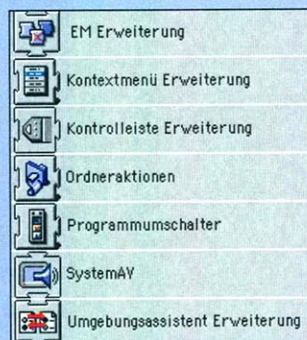 EM Erweiterung
Kontextmenü Erweiterung
Kontrolleiste Erweiterung
Ordneraktionen
Programmumschalter
SystemAV
Umgebungsassistent Erweiterung